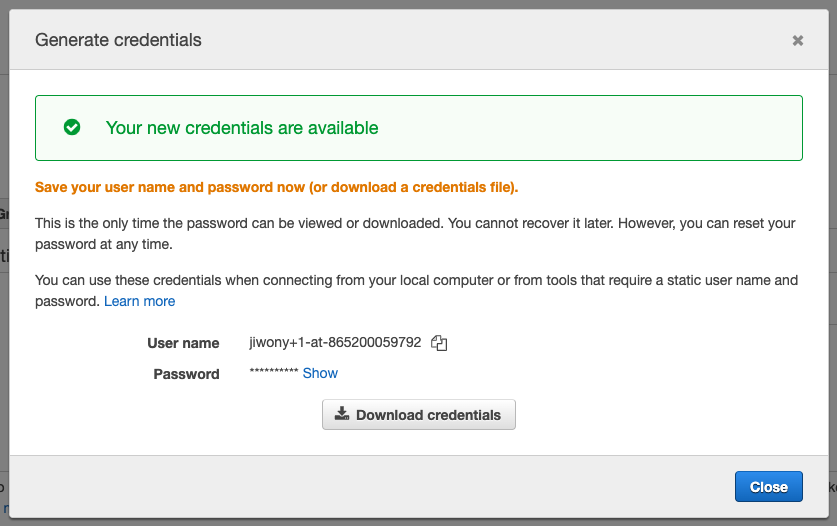 Generate credentials
Your new credentials are available
Save your user name and password now (or download a credentials file).
This is the only time the password can be viewed or downloaded. You cannot recover it later. However, you can reset your
password at any time.
You can use these credentials when connecting from your local computer or from tools that require a static user name and
password. Learn more
User name jiwony+1-at-865200059792
Password ********** Show
Download credentials
Close